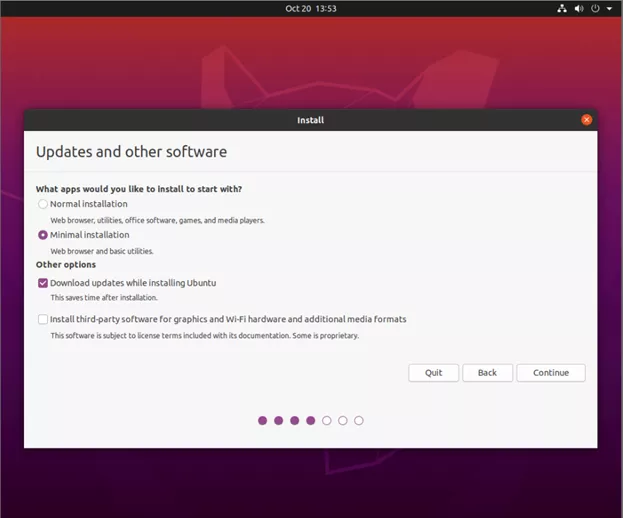 Oct 20 13:53
Install
Updates and other software
What apps would you like to install to start with?
Normal installation
Web browser, utilities, office software, games, and media players.
Minimal installation
Web browser and basic utilities.
Other options
Download updates while installing Ubuntu
This saves time after installation.
Install third-party software for graphics and Wi-Fi hardware and additional media formats
This software is subject to license terms included with its documentation. Some is proprietary.
Quit Back Continue